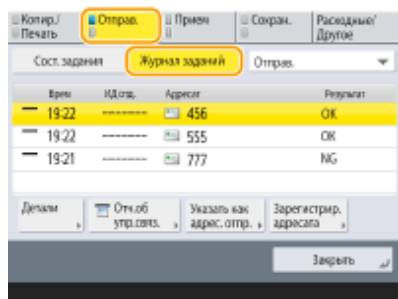 Копир./ Отправ. Прием Сохран. Расходные/
Печать Другое
Сост. задания Журнал заданий Отправ.
Время ИД отд. Адресат Результат
19:22 -------- 456 OK
19:22 -------- 555 OK
19:21 -------- 777 NG
Детали Отч.об Указать как Зарегистрир.
упр.связ. адрес.отпр. адресата
Закрыть